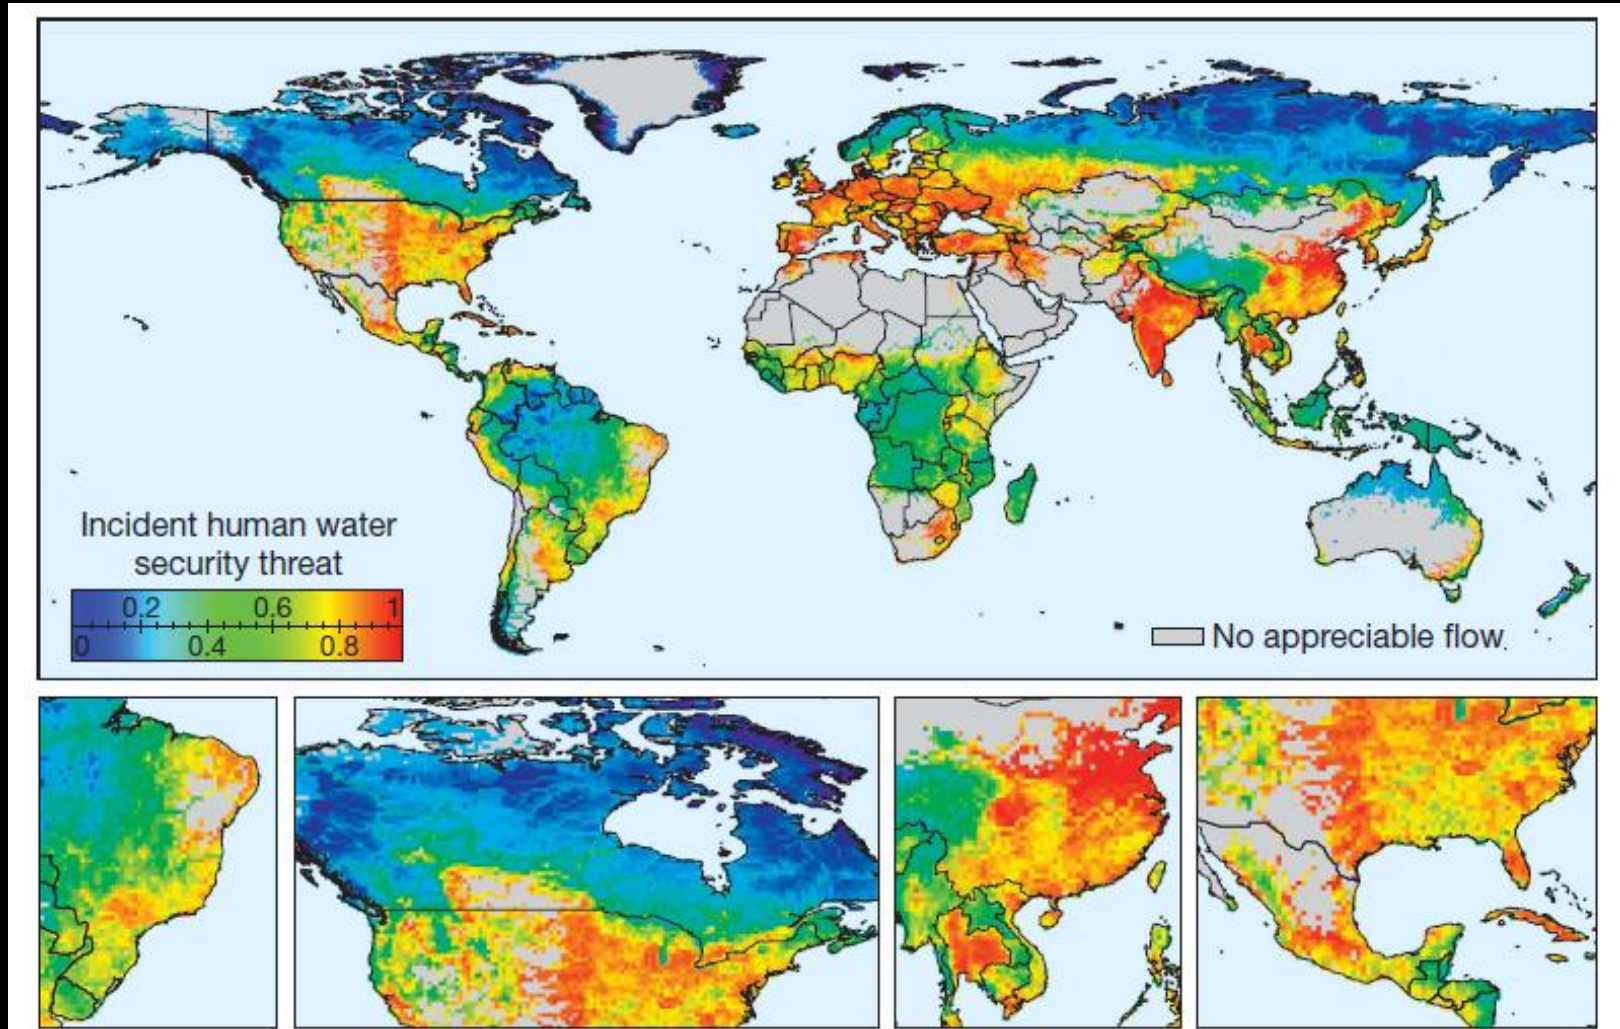 Incident human water
security threat
0.2 0.6 1
0 0.4 0.8
No appreciable flow